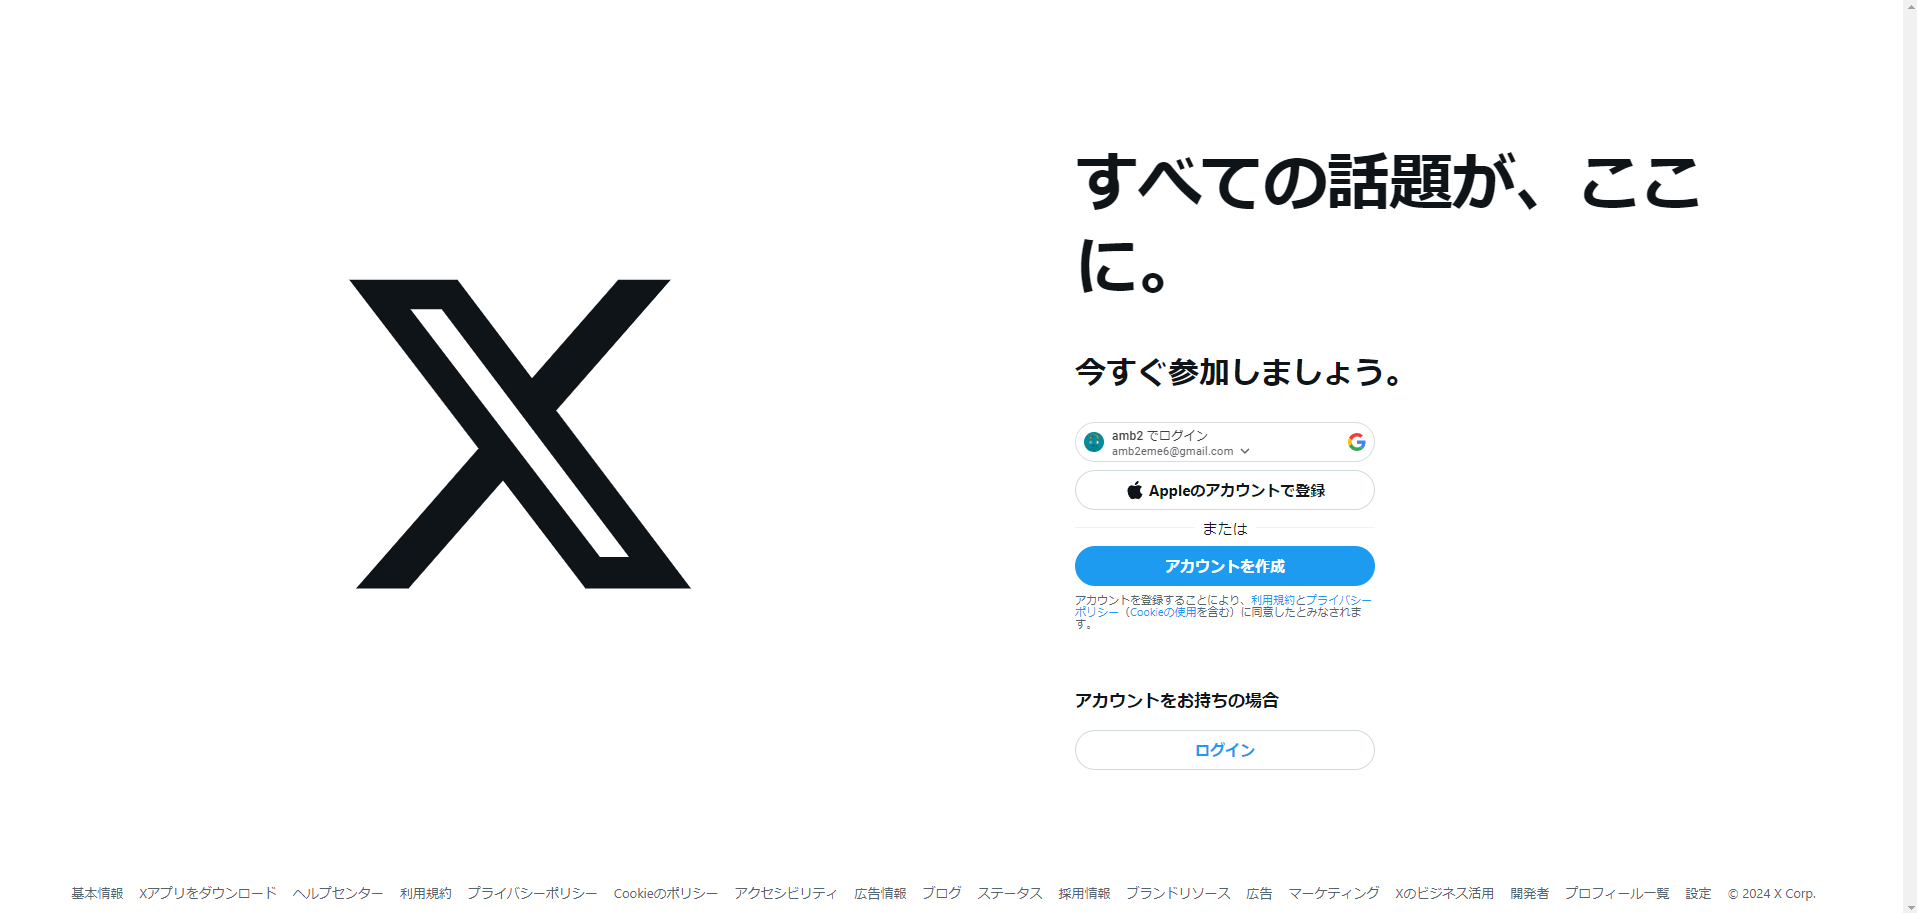 すべての話題が、ここ
に。
今すぐ参加しましょう。
amb2 でログイン
amb2eme6@gmail.com
Appleのアカウントで登録
または
アカウントを作成
アカウントを登録することにより、利用規約とプライバシー
ポリシー（Cookieの使用を含む）に同意したとみなされま
す。
アカウントをお持ちの場合
ログイン
基本情報 Xアプリをダウンロード ヘルプセンター 利用規約 プライバシーポリシー Cookieのポリシー アクセシビリティ 広告情報 ブログ ステータス 採用情報 ブランドリソース 広告 マーケティング Xのビジネス活用 開発者 プロフィール一覧 設定 © 2024 X Corp.